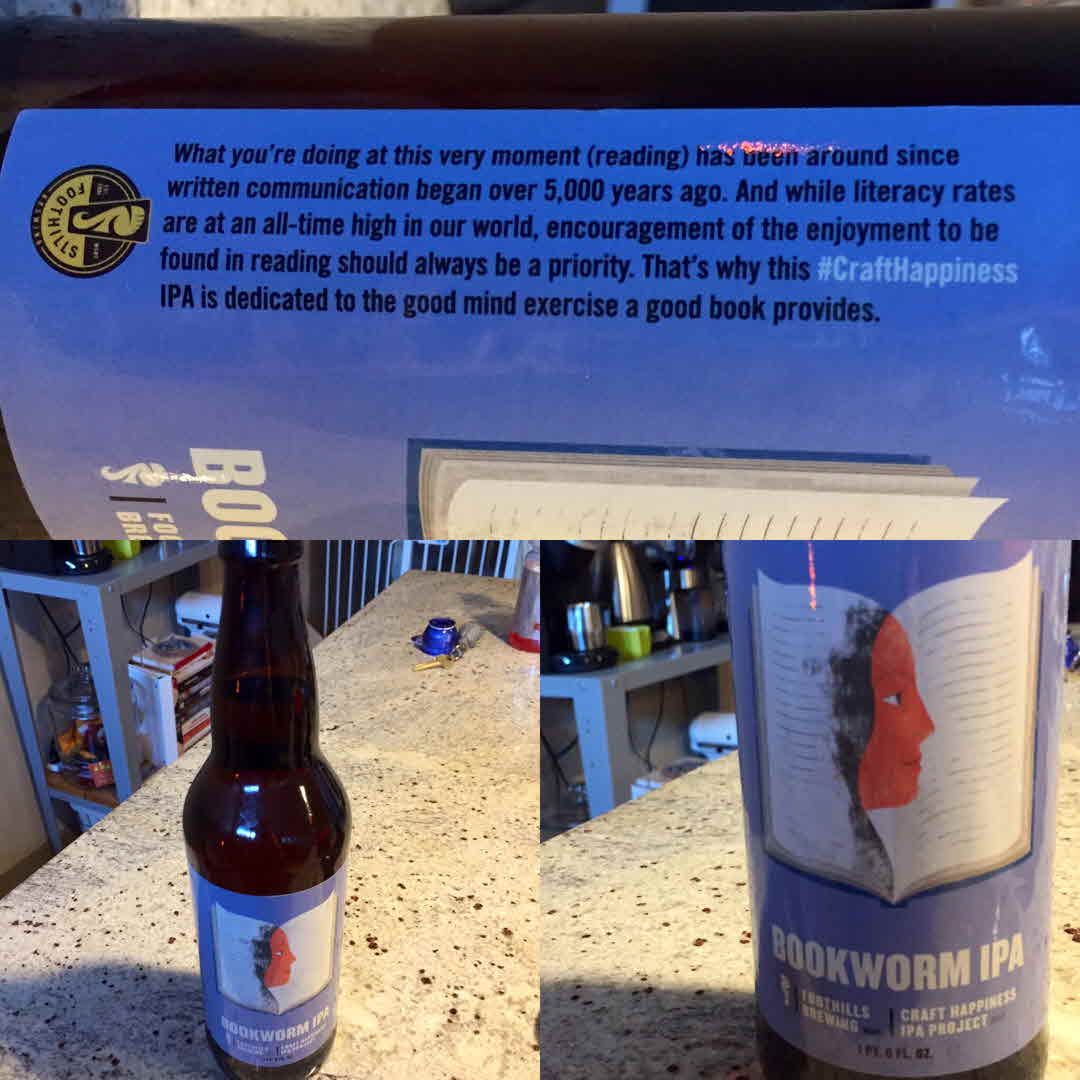 What you're doing at this very moment (reading) has been around since
written communication began over 5,000 years ago. And while literacy rates
are at an all-time high in our world, encouragement of the enjoyment to be
found in reading should always be a priority. That's why this #CraftHappiness
IPA is dedicated to the good mind exercise a good book provides.
FOOTHILLS
BREWING
BOO
FOO
BRE
BOOKWORM IPA
BOOKWORM IPA
FOOTHILLS
BREWING
CRAFT HAPPINESS
IPA PROJECT
1 PT. 6 FL. OZ.